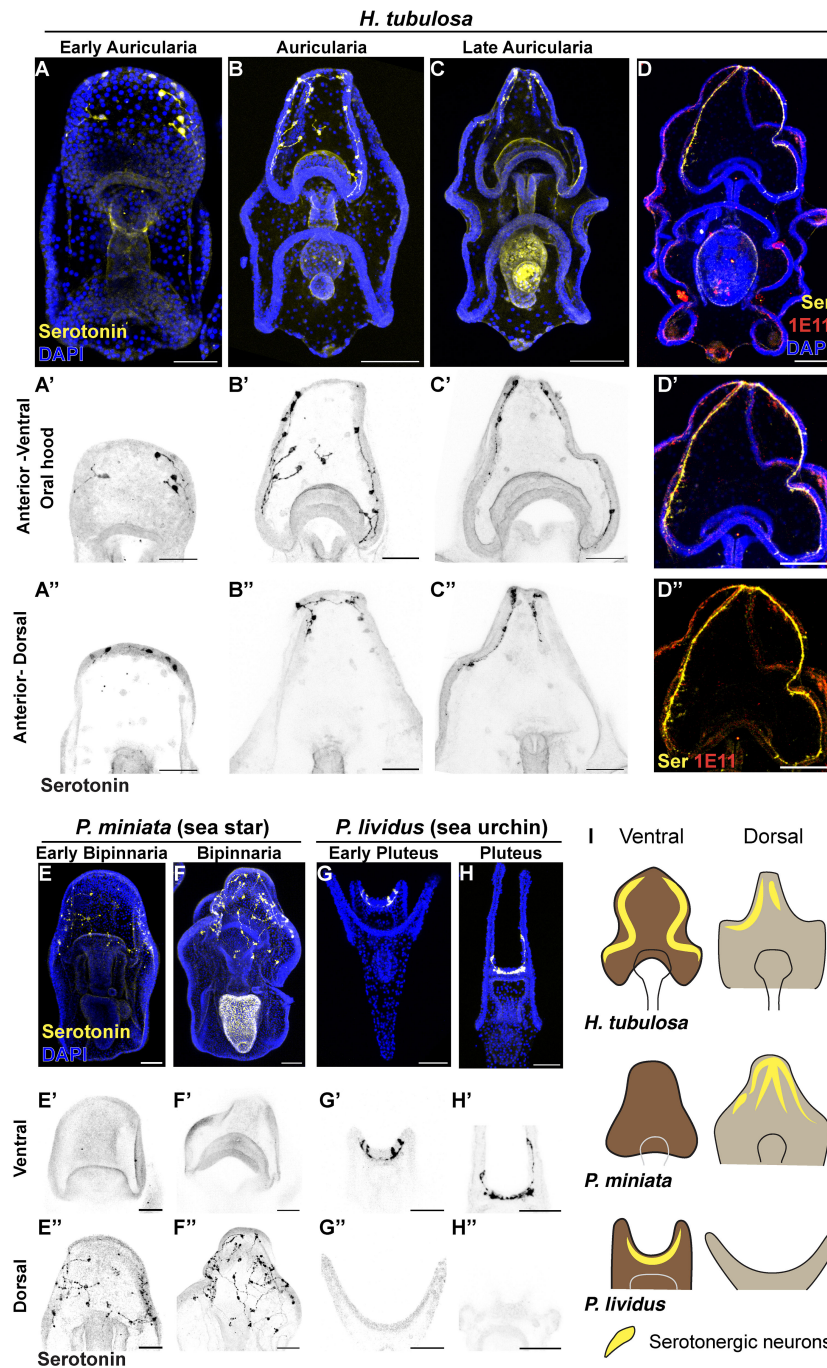 H. tubulosa
Early Auricularia
Auricularia
Late Auricularia
A
B
C
D
Serotonin
DAPI
Ser
1E11
DAPI
Anterior -Ventral
Oral hood
A'
B'
C'
D'
Anterior- Dorsal
A''
B''
C''
D''
Serotonin
Ser 1E11
P. miniata (sea star)
P. lividus (sea urchin)
Early Bipinnaria
Bipinnaria
Early Pluteus
Pluteus
E
F
G
H
Serotonin
DAPI
Ventral
E'
F'
G'
H'
Dorsal
E''
F''
G''
H''
Serotonin
I
Ventral
Dorsal
H. tubulosa
P. miniata
P. lividus
Serotonergic neurons